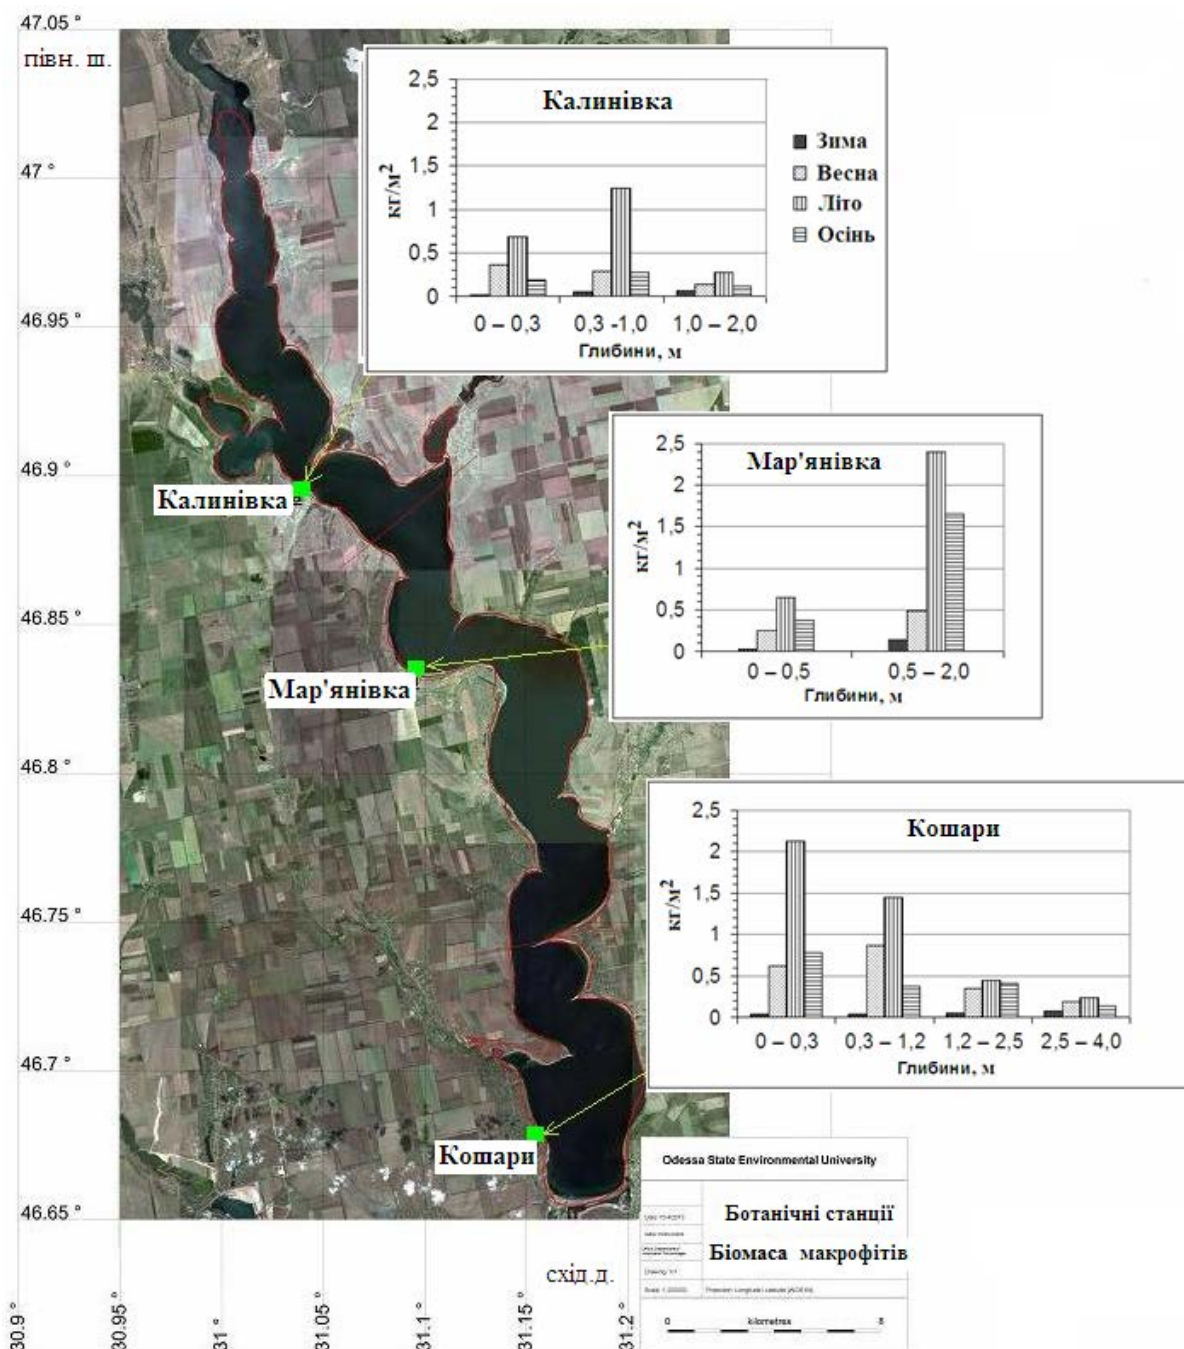 47.05 °
півн. ш.
47 °
46.95 °
46.9 °
46.85 °
46.8 °
46.75 °
46.7 °
46.65 °
Калинівка
2,5
2
1,5
1
0,5
0
кг/м²
0 – 0,3
0,3 -1,0
1,0 – 2,0
Глибини, м
Зима
Весна
Літо
Осінь
Калинівка
Мар'янівка
2,5
2
1,5
1
0,5
0
кг/м²
0 – 0,5
0,5 – 2,0
Глибини, м
Мар'янівка
Кошари
2,5
2
1,5
1
0,5
0
кг/м²
0 – 0,3
0,3 – 1,2
1,2 – 2,5
2,5 – 4,0
Глибини, м
Кошари
Odessa State Environmental University
Ботанічні станції
Біомаса макрофітів
0 kilometres 8
схід.д.
30.9 °
30.95 °
31 °
31.05 °
31.1 °
31.15 °
31.2 °